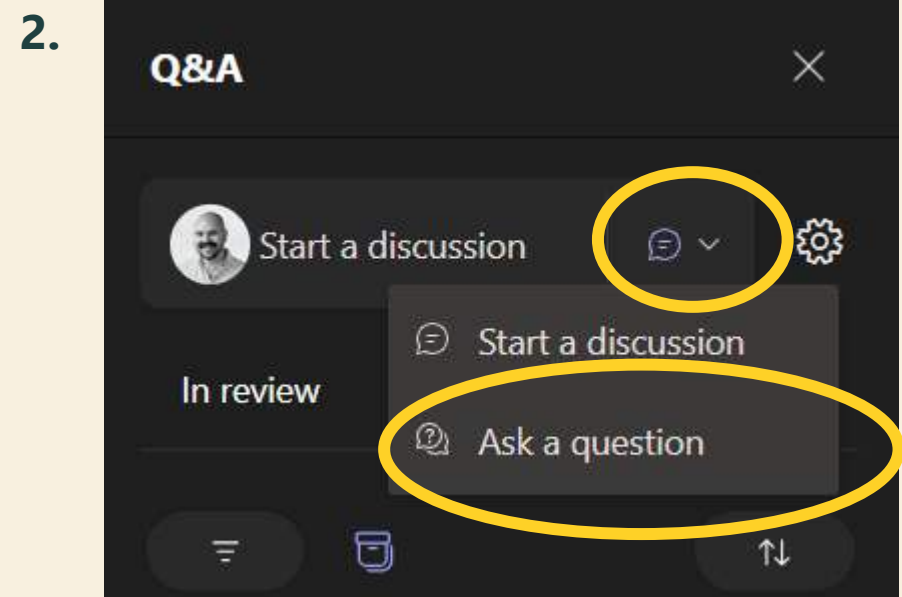 2.
Q&A
Start a discussion
Start a discussion
In review
Ask a question